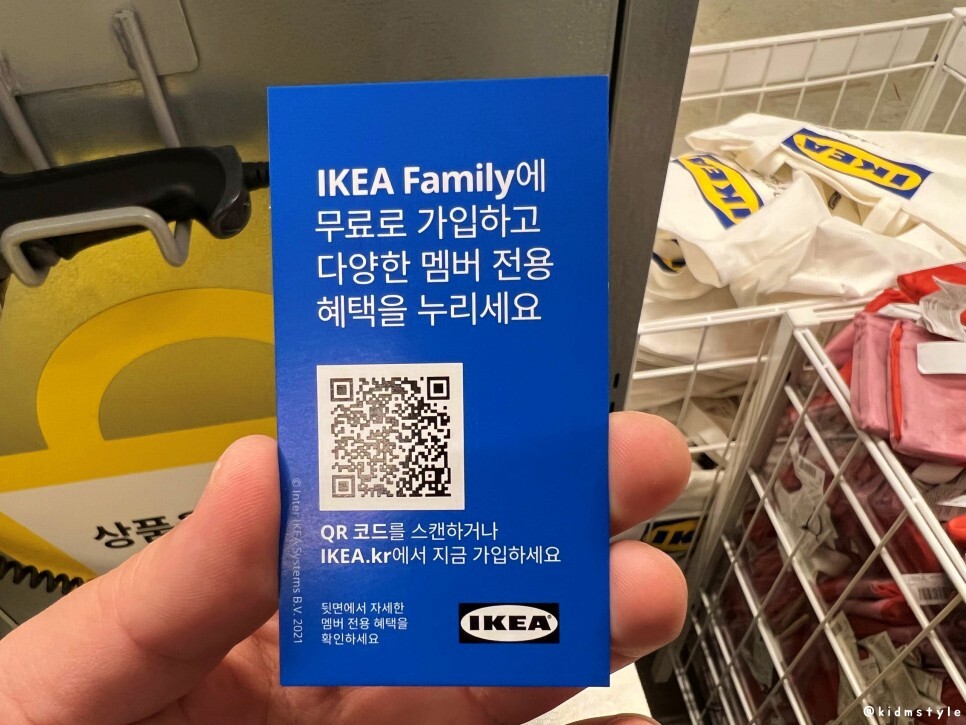 IKEA Family에
무료로 가입하고
다양한 멤버 전용
혜택을 누리세요
QR 코드를 스캔하거나
IKEA.kr에서 지금 가입하세요
뒷면에서 자세한
멤버 전용 혜택을
확인하세요
IKEA
© Inter IKEA Systems B.V. 2021
상품
IKEA
IKEA
IK
@kidmstyle